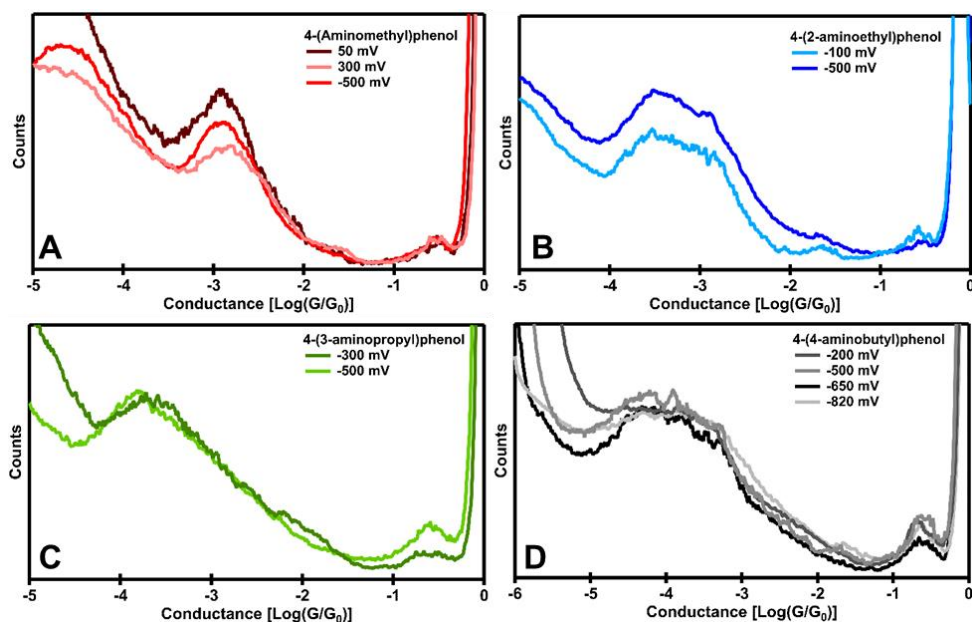 4-(Aminomethyl)phenol
50 mV
300 mV
-500 mV
Counts
A
-5 -4 -3 -2 -1 0
Conductance [Log(G/G₀)]
4-(2-aminoethyl)phenol
-100 mV
-500 mV
Counts
B
-5 -4 -3 -2 -1 0
Conductance [Log(G/G₀)]
4-(3-aminopropyl)phenol
-300 mV
-500 mV
Counts
C
-5 -4 -3 -2 -1 0
Conductance [Log(G/G₀)]
4-(4-aminobutyl)phenol
-200 mV
-500 mV
-650 mV
-820 mV
Counts
D
-6 -5 -4 -3 -2 -1 0
Conductance [Log(G/G₀)]